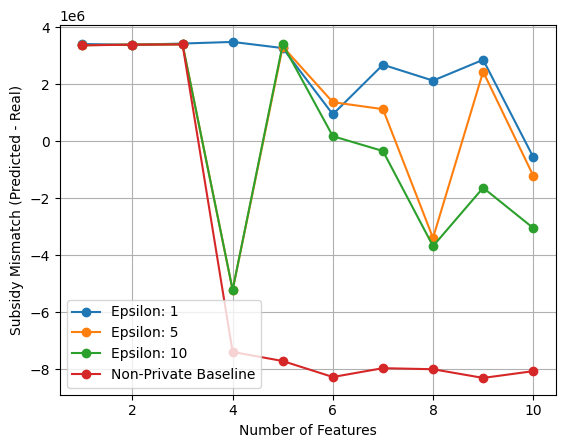 1e6
4
2
0
−2
−4
−6
−8
Subsidy Mismatch (Predicted - Real)
Epsilon: 1
Epsilon: 5
Epsilon: 10
Non-Private Baseline
2 4 6 8 10
Number of Features